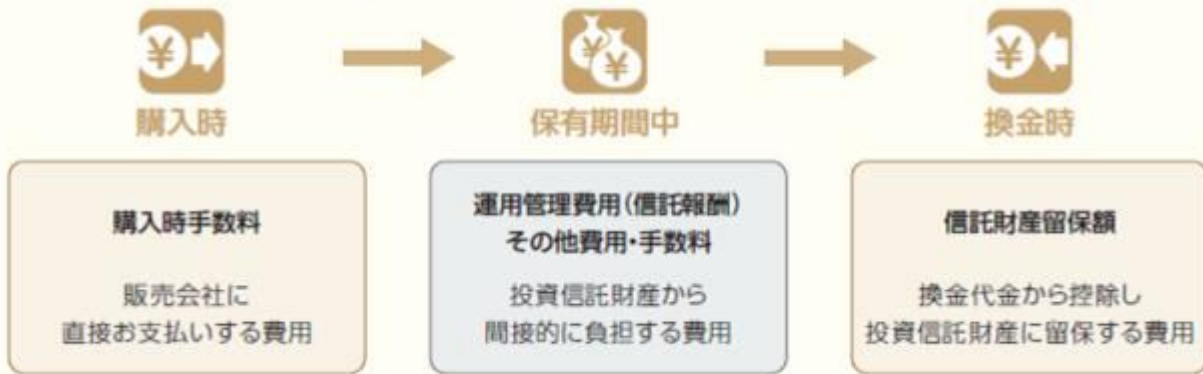 購入時
保有期間中
換金時
購入時手数料
販売会社に
直接お支払いする費用
運用管理費用(信託報酬)
その他費用・手数料
投資信託財産から
間接的に負担する費用
信託財産留保額
換金代金から控除し
投資信託財産に留保する費用